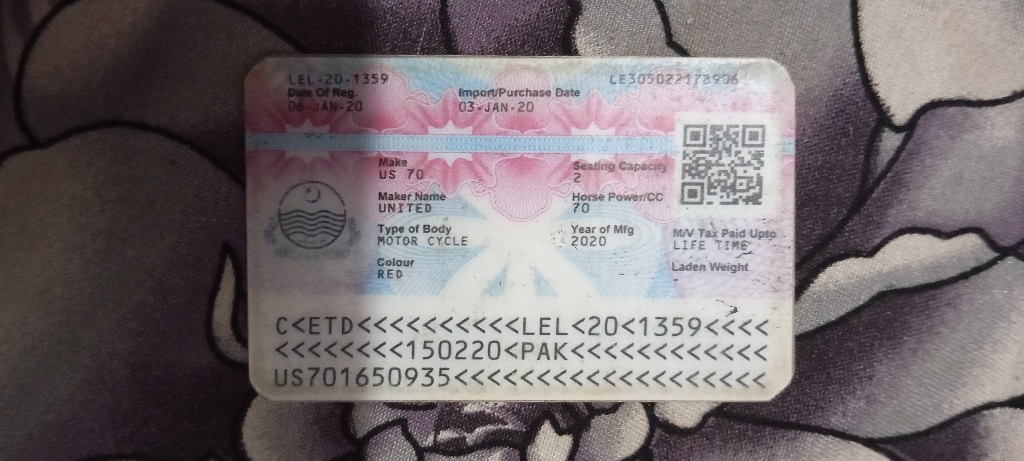 LEL-20-1359 LE305022178936
Date Of Reg. Import/Purchase Date
06-JAN-20 03-JAN-20
Make Seating Capacity
US 70 2
Maker Name Horse Power/CC
UNITED 70
Type of Body Year of Mfg M/V Tax Paid Upto
MOTOR CYCLE 2020 LIFE TIME
Colour Laden Weight
RED
C<ETD<<<<<<<<<<LEL<20<1359<<<<
<<<<<<<<150220<PAK<<<<<<<<<<<<
US701650935<<<<<<<<<<<<<<<<<<<